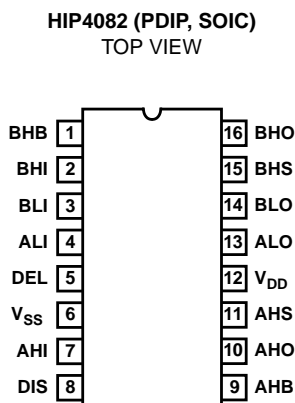 HIP4082 (PDIP, SOIC)
TOP VIEW
BHB 1 16 BHO
BHI 2 15 BHS
BLI 3 14 BLO
ALI 4 13 ALO
DEL 5 12 VDD
VSS 6 11 AHS
AHI 7 10 AHO
DIS 8 9 AHB